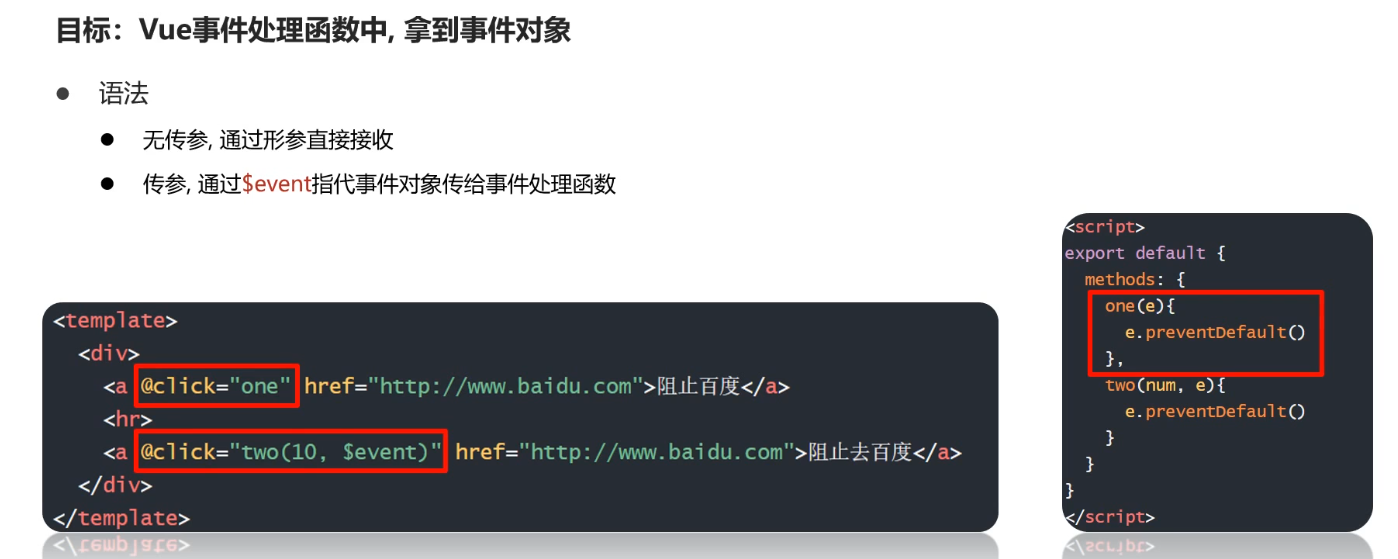 目标：Vue事件处理函数中, 拿到事件对象
语法
无传参, 通过形参直接接收
传参, 通过$event指代事件对象传给事件处理函数
<template>
<div>
<a @click="one" href="http://www.baidu.com">阻止百度</a>
<hr>
<a @click="two(10, $event)" href="http://www.baidu.com">阻止去百度</a>
</div>
</template>
<script>
export default {
methods: {
one(e){
e.preventDefault()
},
two(num, e){
e.preventDefault()
}
}
}
</script>